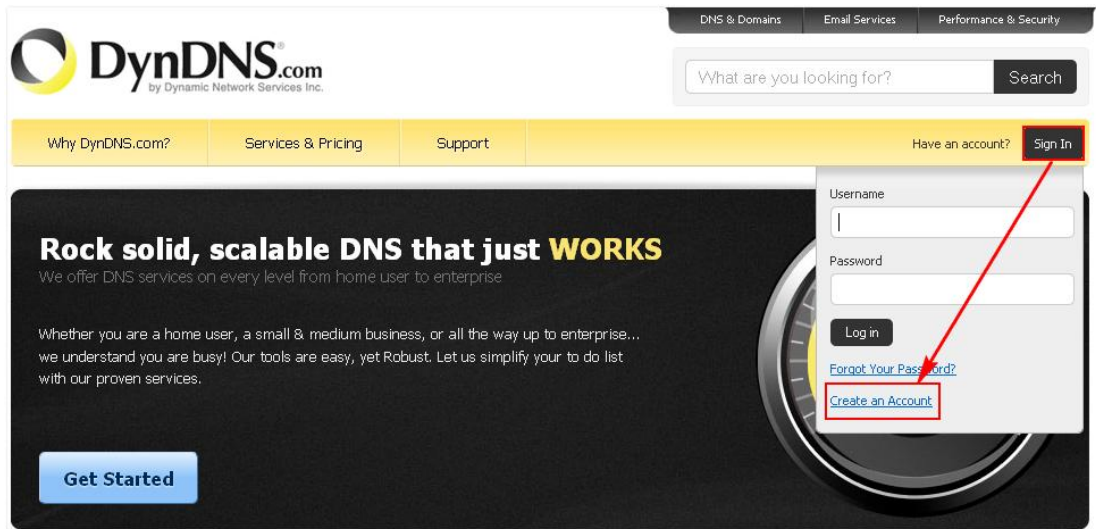 DNS & Domains
Email Services
Performance & Security
DynDNS®.com
by Dynamic Network Services Inc.
What are you looking for?
Search
Why DynDNS.com?
Services & Pricing
Support
Have an account?
Sign In
Username
Password
Log in
Forgot Your Password?
Create an Account
Rock solid, scalable DNS that just WORKS
We offer DNS services on every level from home user to enterprise
Whether you are a home user, a small & medium business, or all the way up to enterprise...
we understand you are busy! Our tools are easy, yet Robust. Let us simplify your to do list
with our proven services.
Get Started